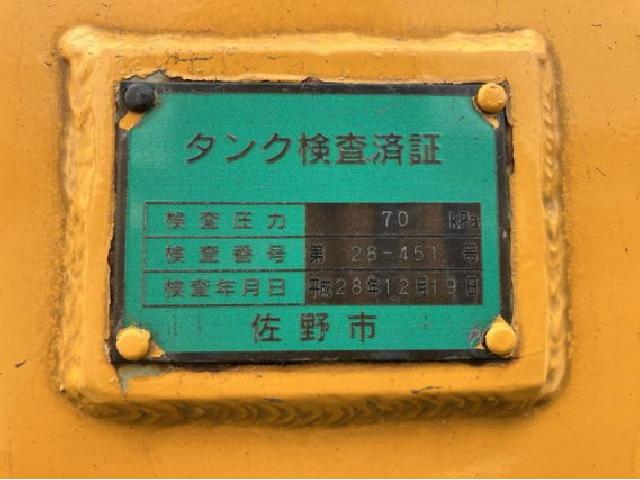 タンク検査済証
検査圧力 70 kPa
検査番号 第 28-451 号
検査年月日 平成28年12月19日
佐野市